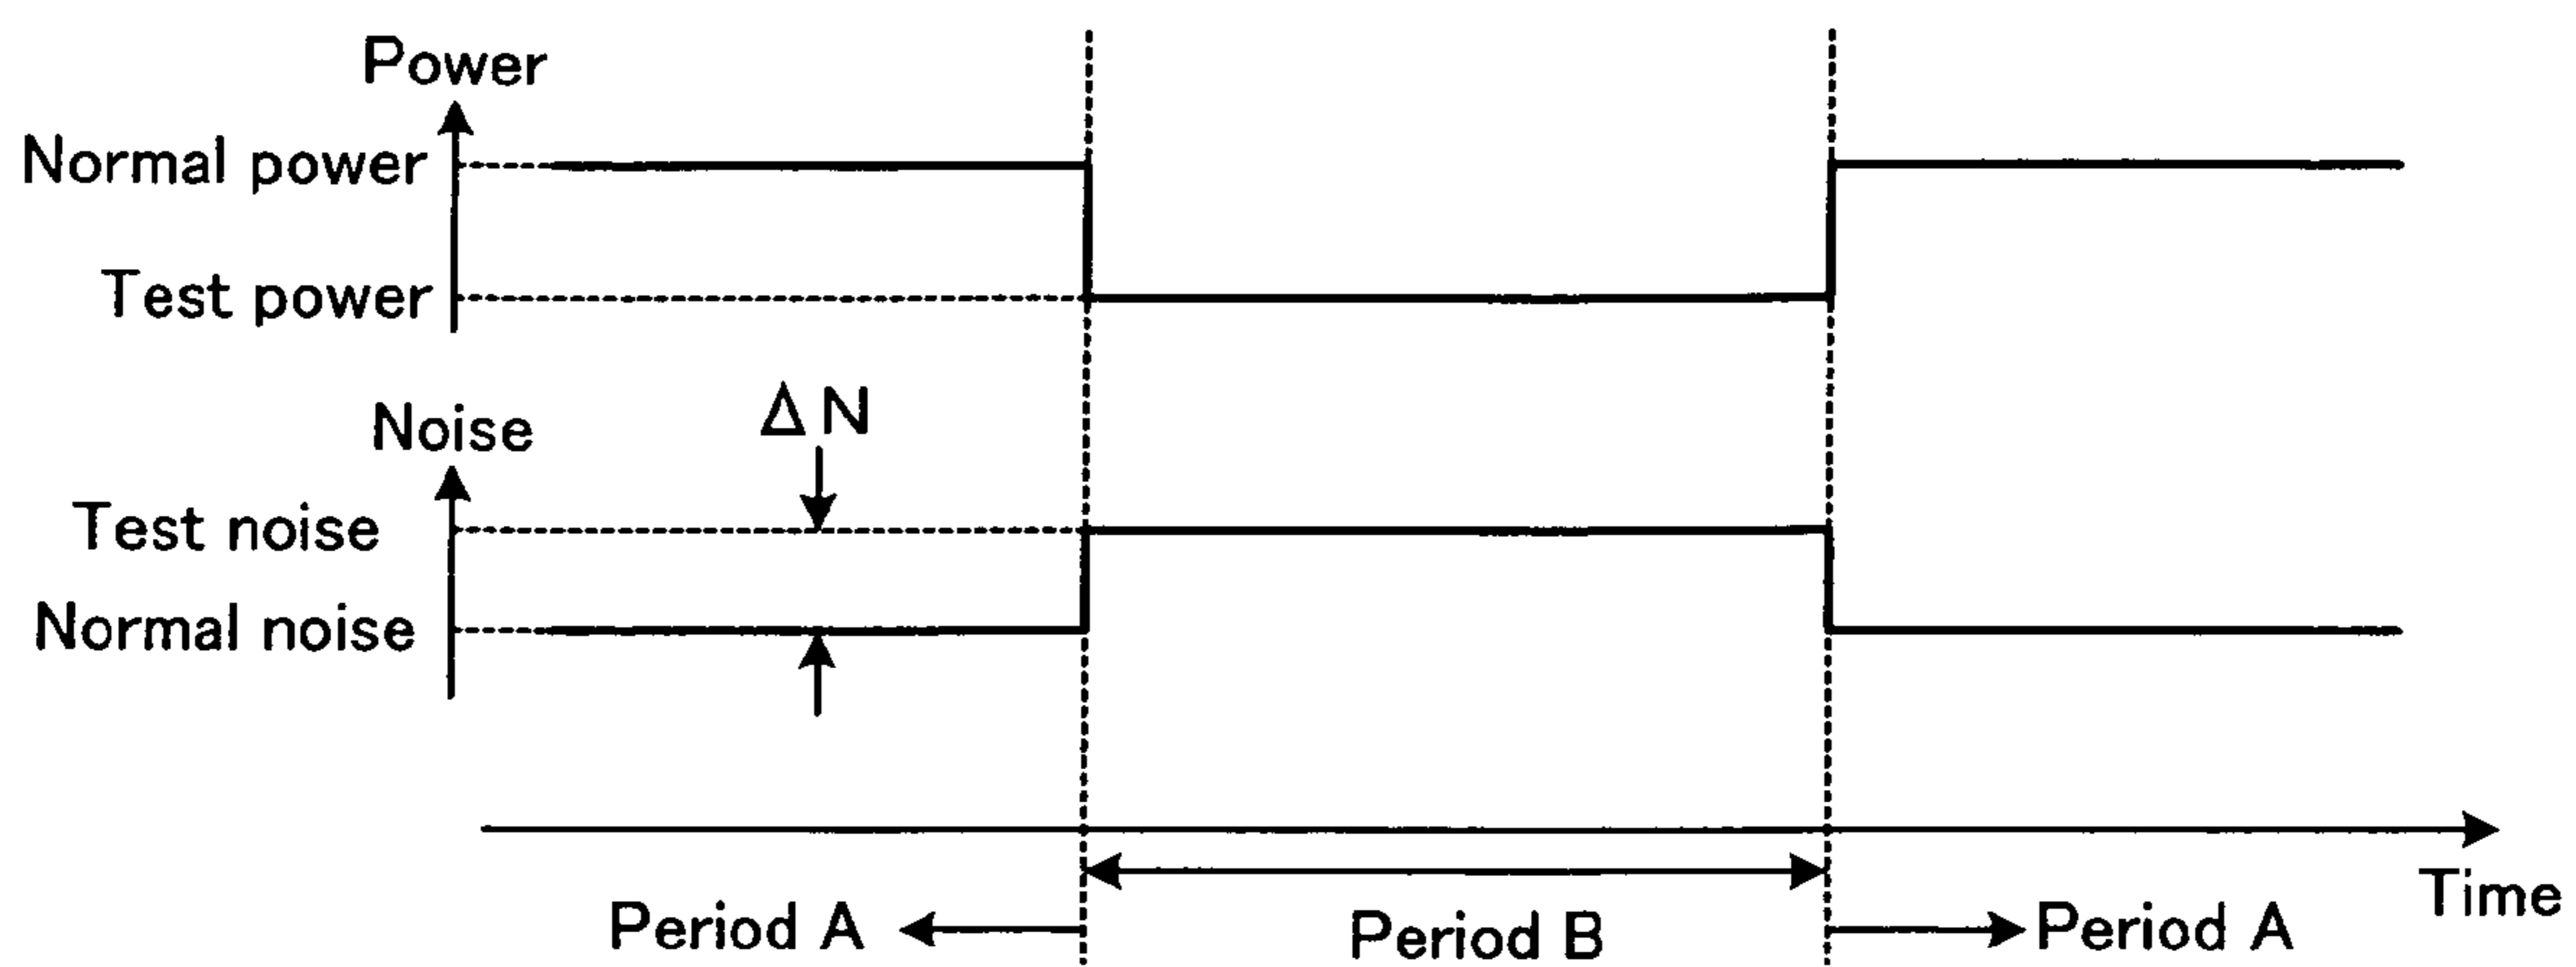 Power
Normal power
Test power
ΔN
Noise
Test noise
Normal noise
Time
Period A
Period B
Period A